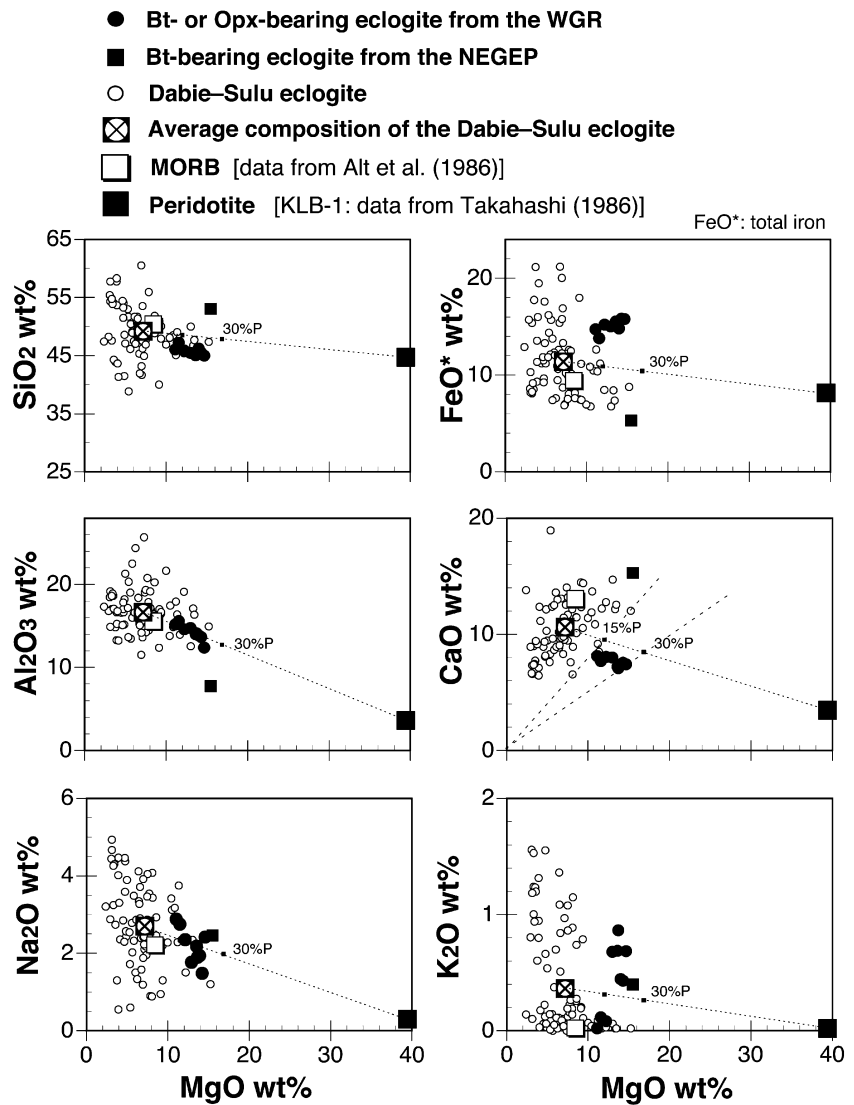 Bt- or Opx-bearing eclogite from the WGR
Bt-bearing eclogite from the NEGEP
Dabie–Sulu eclogite
Average composition of the Dabie–Sulu eclogite
MORB [data from Alt et al. (1986)]
Peridotite [KLB-1: data from Takahashi (1986)]
FeO*: total iron
65
55
45
35
25
SiO2 wt%
30%P
20
10
0
FeO* wt%
30%P
20
10
0
Al2O3 wt%
30%P
20
10
0
CaO wt%
15%P
30%P
6
4
2
0
Na2O wt%
30%P
0
10
20
30
40
MgO wt%
2
1
0
K2O wt%
30%P
0
10
20
30
40
MgO wt%